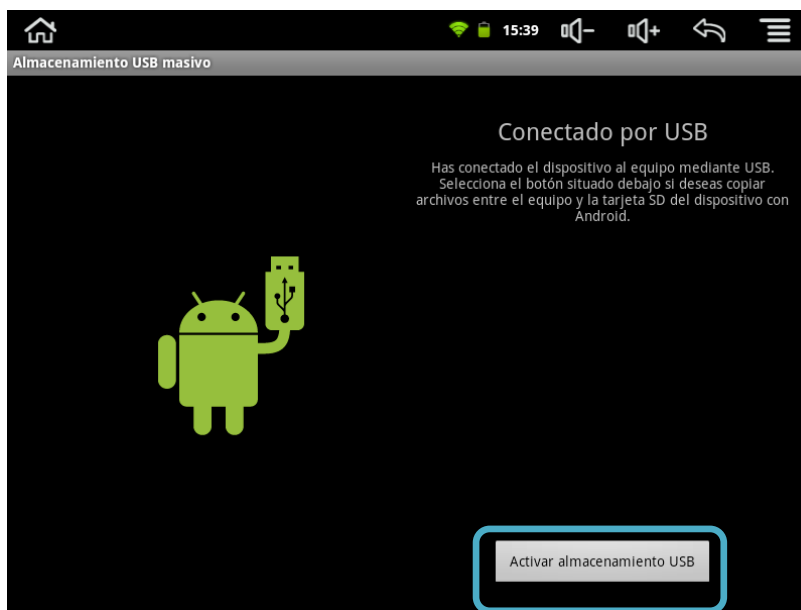 15:39
Almacenamiento USB masivo
Conectado por USB
Has conectado el dispositivo al equipo mediante USB.
Selecciona el botón situado debajo si deseas copiar
archivos entre el equipo y la tarjeta SD del dispositivo con
Android.
Activar almacenamiento USB